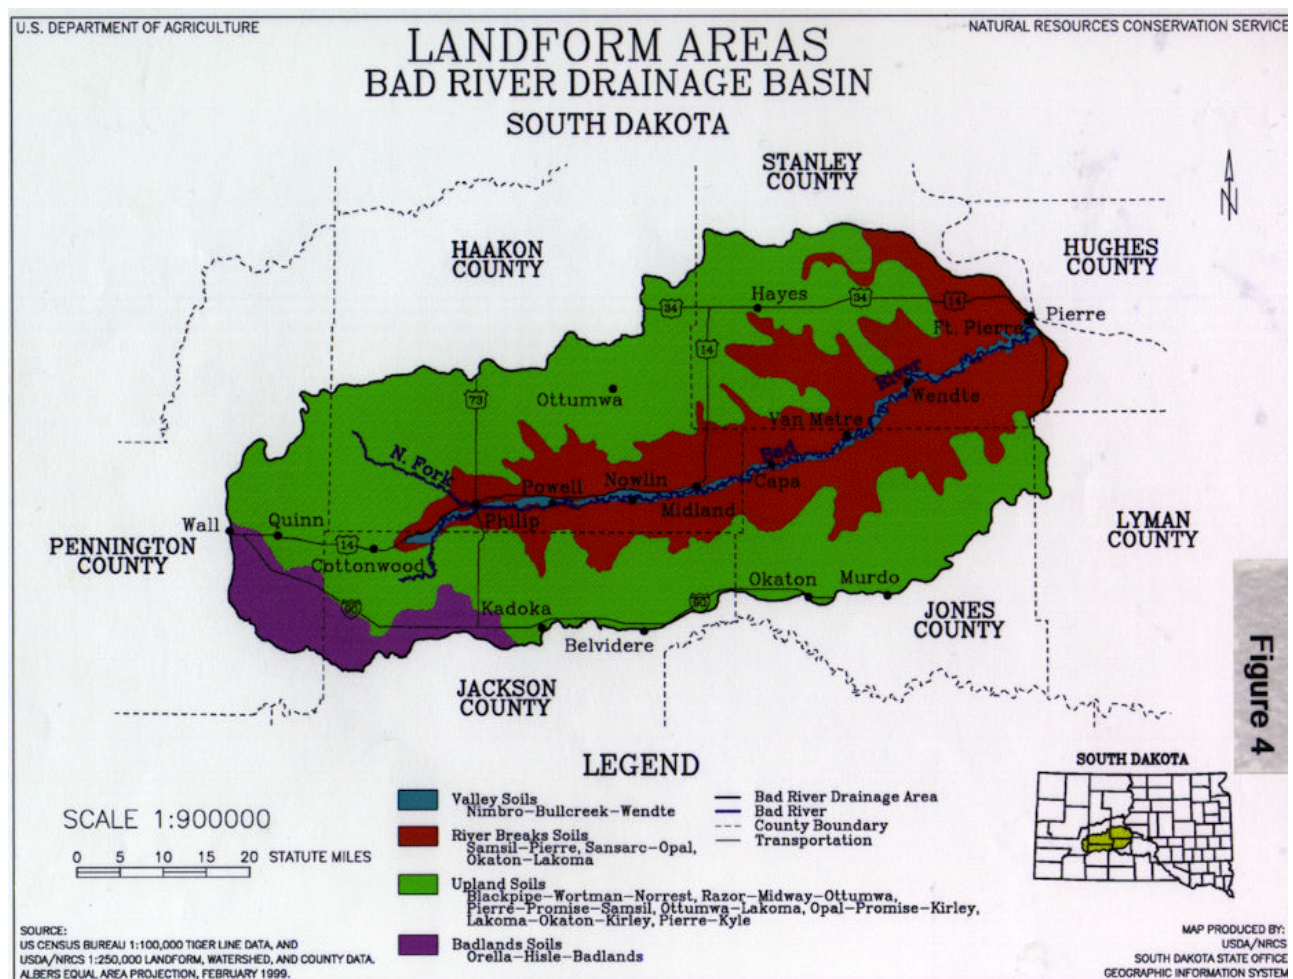 U.S. DEPARTMENT OF AGRICULTURE
NATURAL RESOURCES CONSERVATION SERVICE
LANDFORM AREAS
BAD RIVER DRAINAGE BASIN
SOUTH DAKOTA
STANLEY
COUNTY
N
HAAKON
COUNTY
HUGHES
COUNTY
Hayes
34
34
14
Pierre
Ft. Pierre
14
River
73
Ottumwa
Wendte
Van Metre
Bad
N. Fork
Powell
Nowlin
Capa
Midland
Philip
Wall
Quinn
14
Cottonwood
PENNINGTON
COUNTY
LYMAN
COUNTY
Okaton
Murdo
90
90
Kadoka
Belvidere
JONES
COUNTY
JACKSON
COUNTY
Figure 4
LEGEND
Valley Soils
Nimbro-Bullcreek-Wendte
River Breaks Soils
Samsil-Pierre, Sansarc-Opal,
Okaton-Lakoma
Upland Soils
Blackpipe-Wortman-Norrest, Razor-Midway-Ottumwa,
Pierre-Promise-Samsil, Ottumwa-Lakoma, Opal-Promise-Kirley,
Lakoma-Okaton-Kirley, Pierre-Kyle
Badlands Soils
Orella-Hisle-Badlands
Bad River Drainage Area
Bad River
County Boundary
Transportation
SCALE 1:900000
0 5 10 15 20 STATUTE MILES
SOUTH DAKOTA
SOURCE:
US CENSUS BUREAU 1:100,000 TIGER LINE DATA, AND
USDA/NRCS 1:250,000 LANDFORM, WATERSHED, AND COUNTY DATA.
ALBERS EQUAL AREA PROJECTION, FEBRUARY 1999.
MAP PRODUCED BY:
USDA/NRCS
SOUTH DAKOTA STATE OFFICE
GEOGRAPHIC INFORMATION SYSTEM